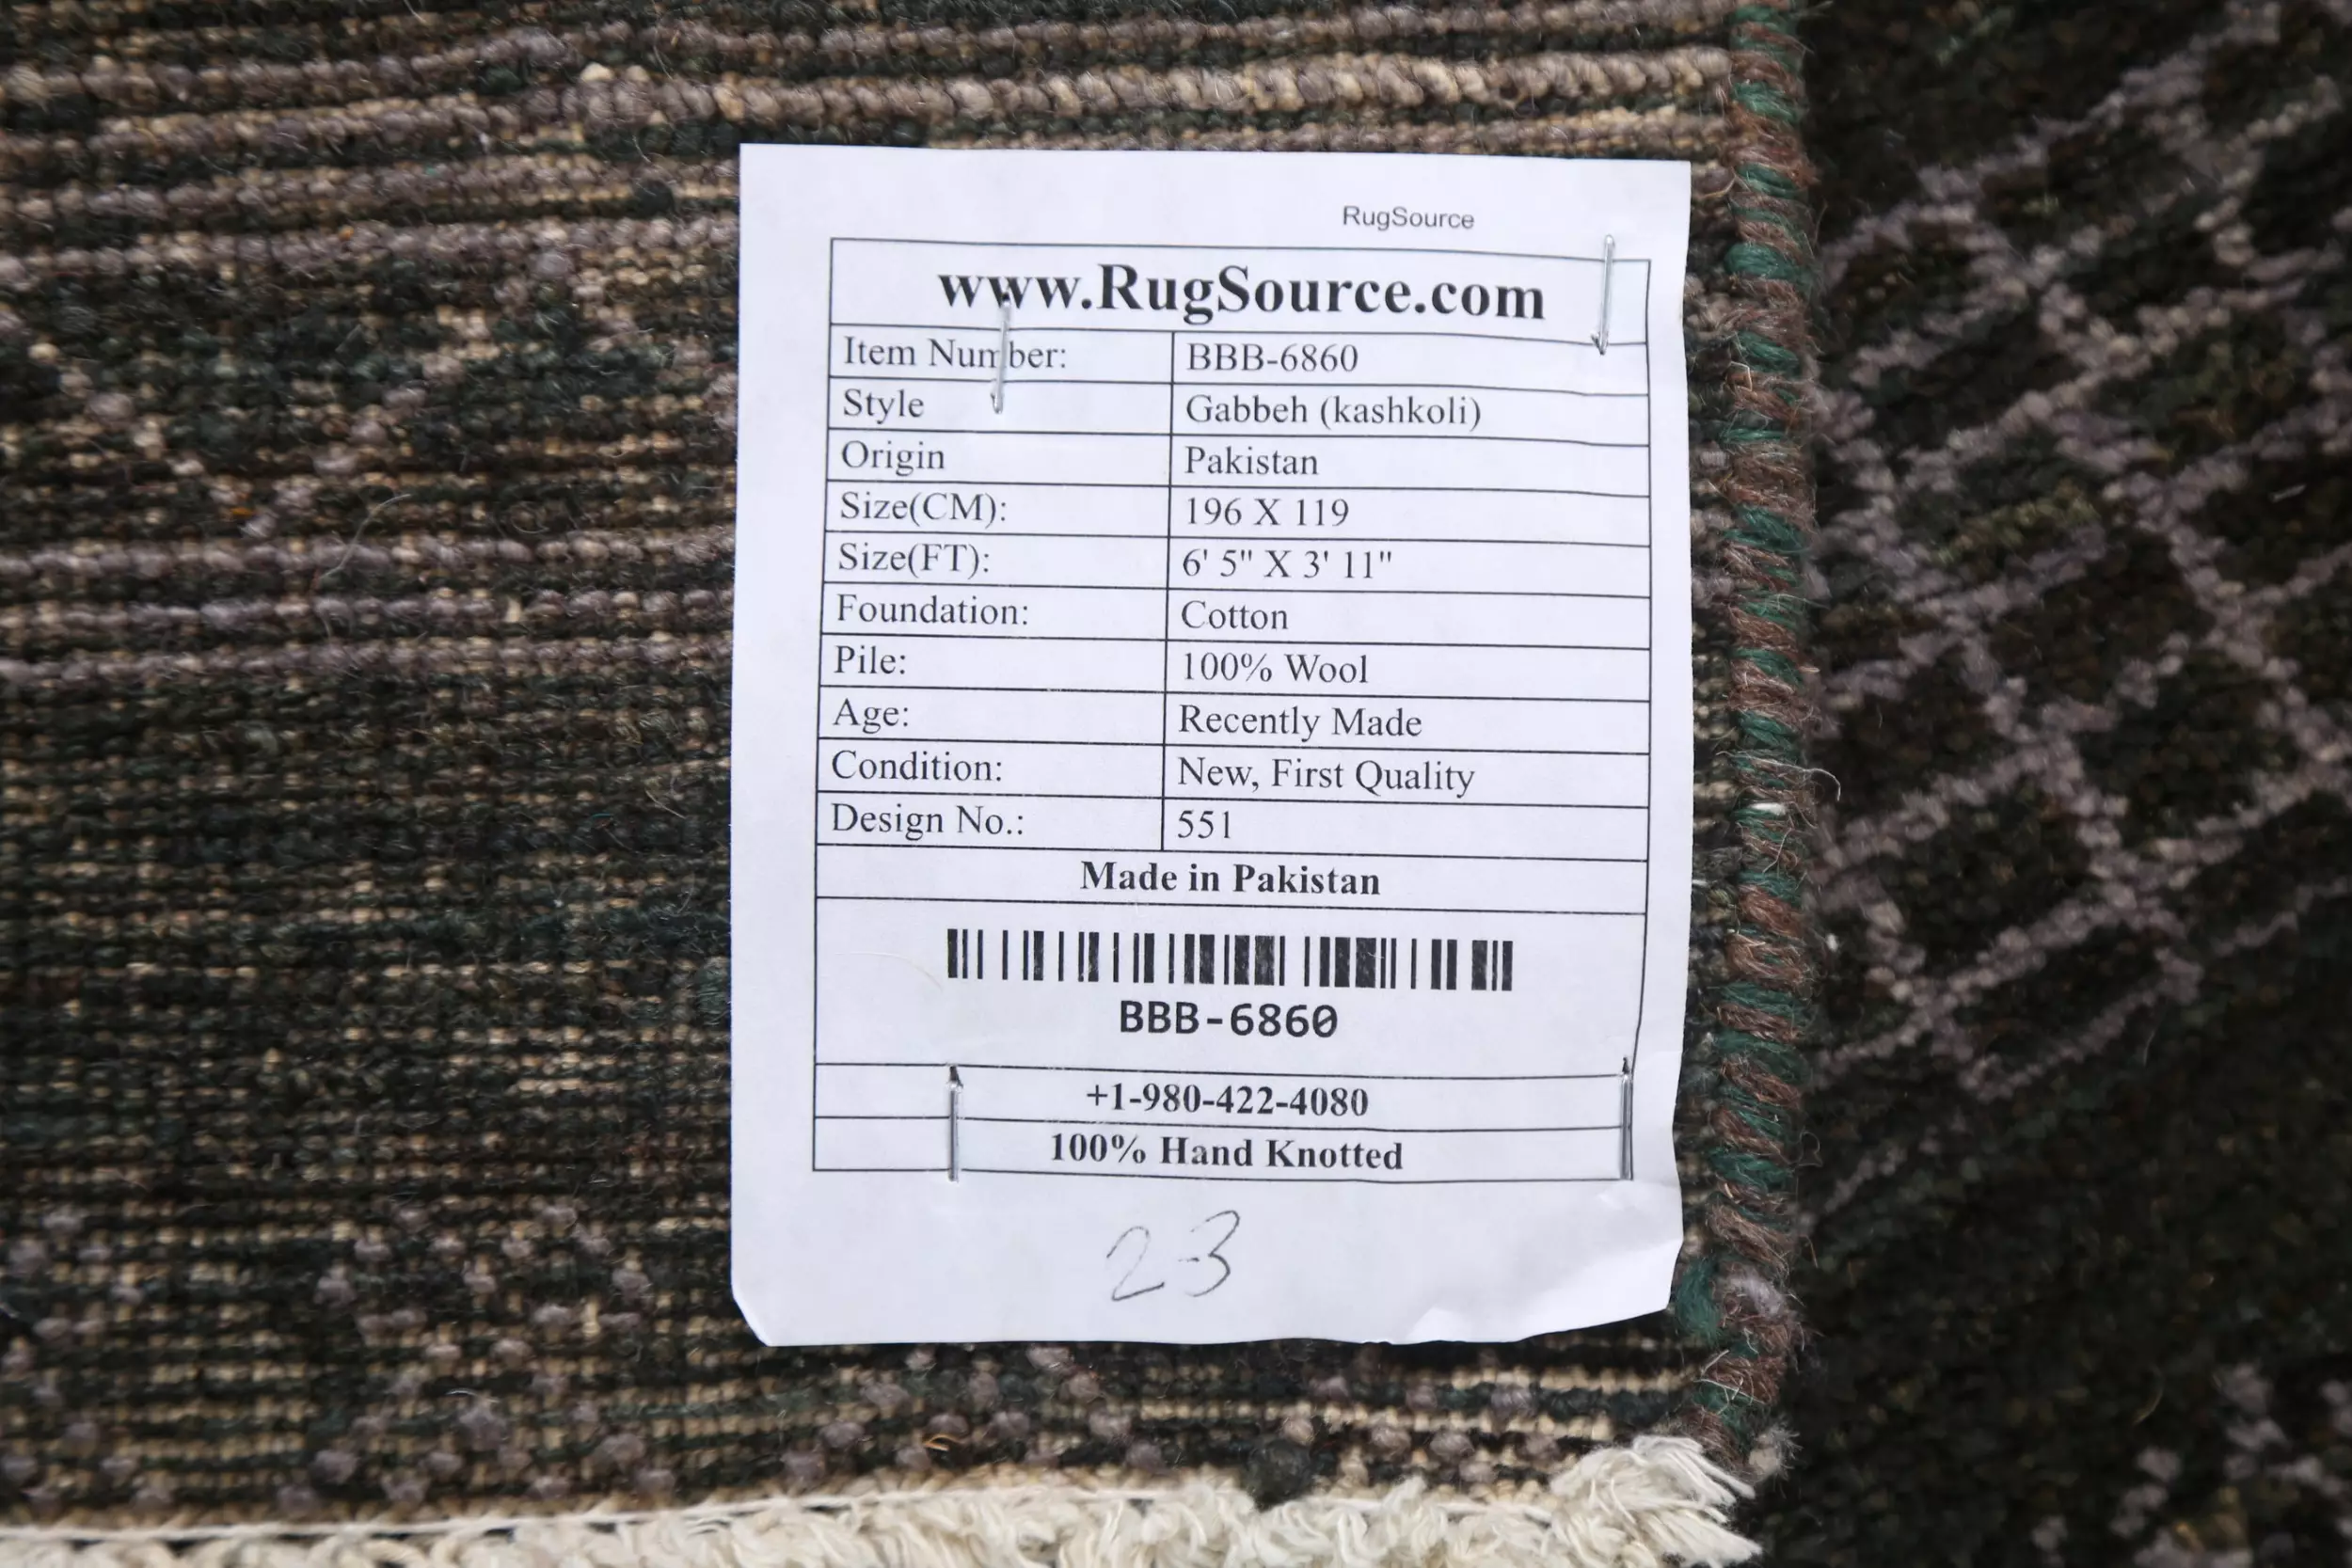 RugSource
www.RugSource.com
Item Number: BBB-6860
Style Gabbeh (kashkoli)
Origin Pakistan
Size(CM): 196 X 119
Size(FT): 6' 5" X 3' 11"
Foundation: Cotton
Pile: 100% Wool
Age: Recently Made
Condition: New, First Quality
Design No.: 551
Made in Pakistan
BBB-6860
+1-980-422-4080
100% Hand Knotted
23